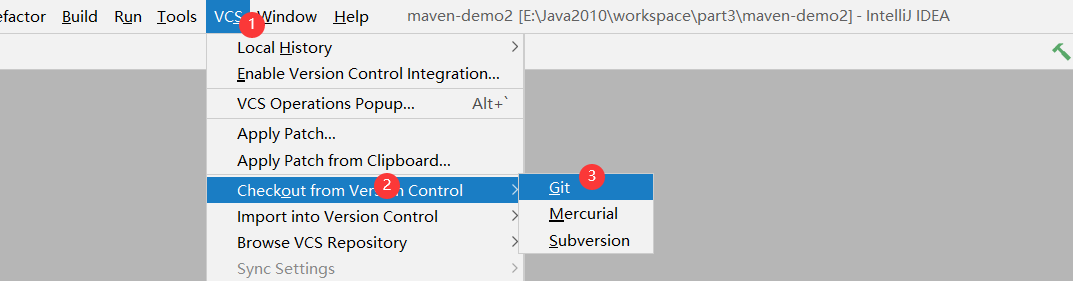 efactor Build Run Tools VCS Window Help maven-demo2 [E:\Java2010\workspace\part3\maven-demo2] - IntelliJ IDEA
1
Local History
Enable Version Control Integration...
VCS Operations Popup... Alt+`
Apply Patch...
Apply Patch from Clipboard...
Checkout from Version Control
2
Git
3
Import into Version Control
Mercurial
Browse VCS Repository
Subversion
Sync Settings